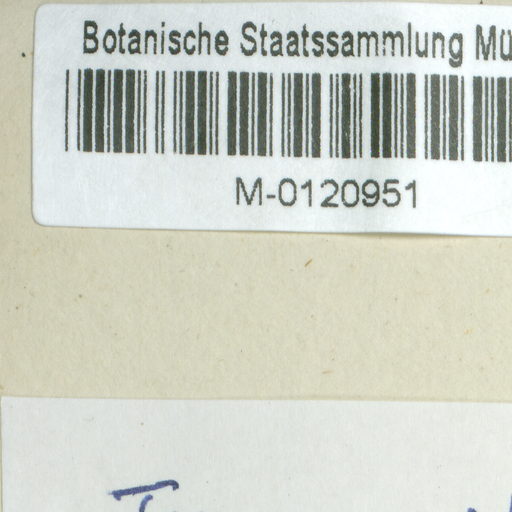 Botanische Staatssammlung Mü
M-0120951